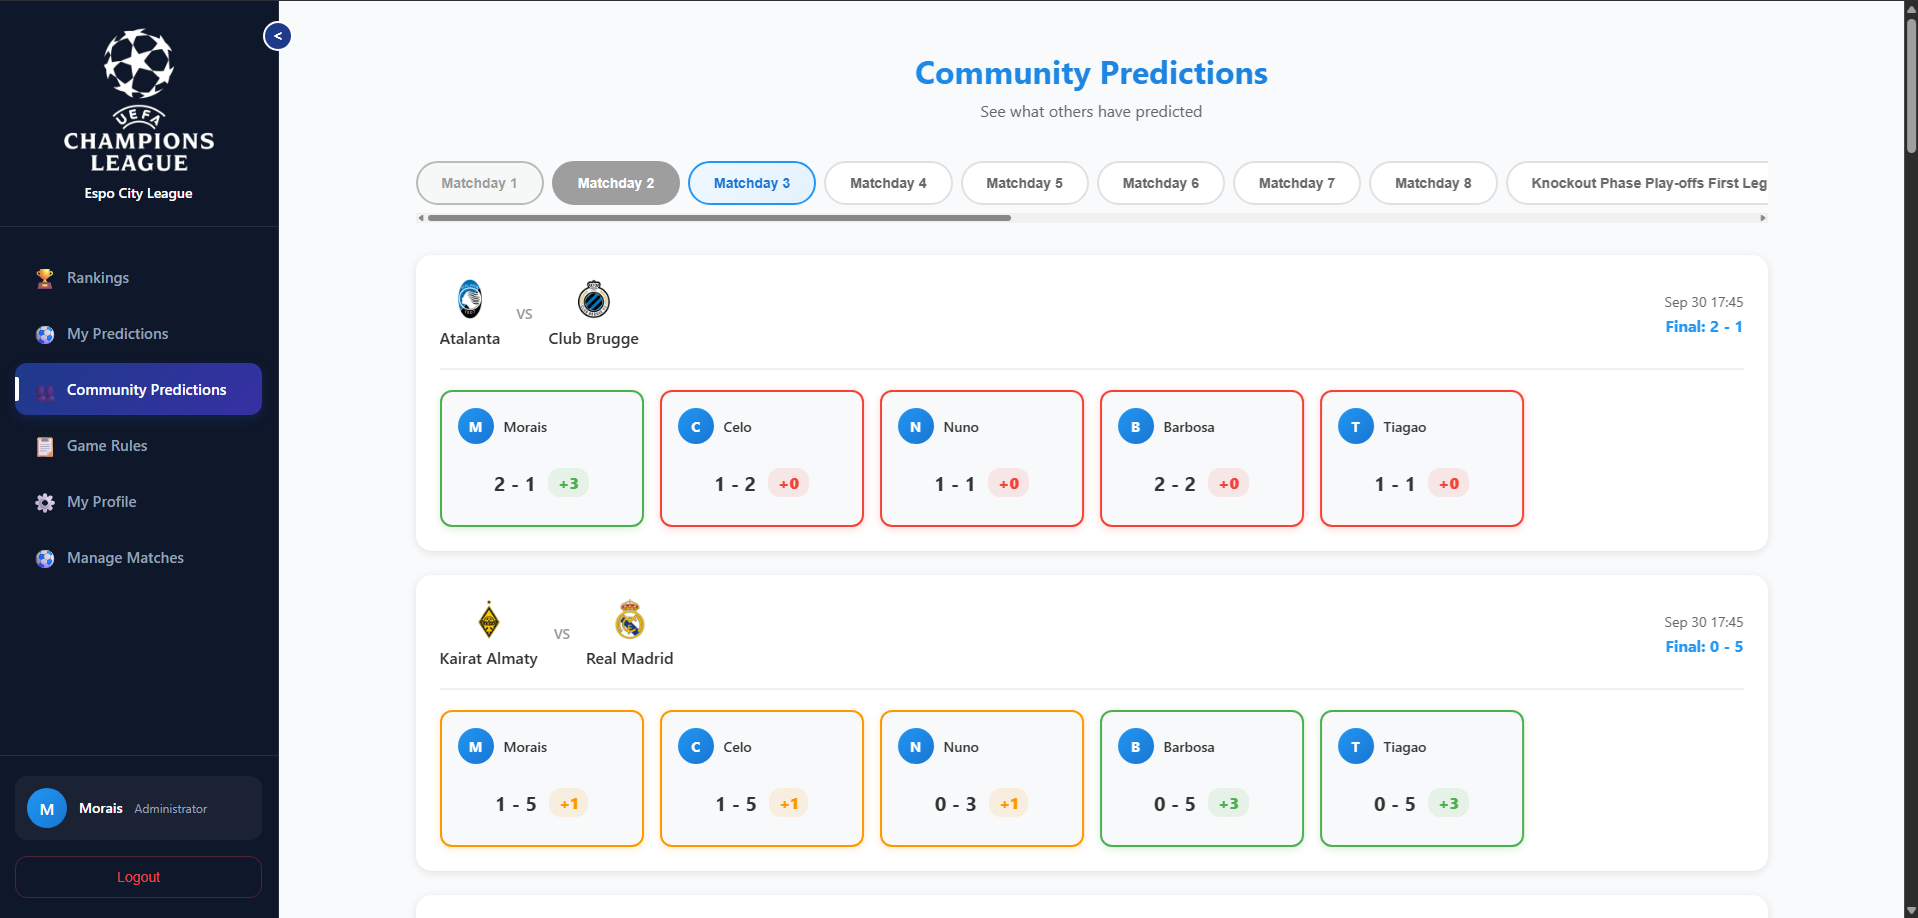 UEFA
CHAMPIONS
LEAGUE
Espo City League
<
Rankings
My Predictions
Community Predictions
Game Rules
My Profile
Manage Matches
M Morais Administrator
Logout
Community Predictions
See what others have predicted
Matchday 1 Matchday 2 Matchday 3 Matchday 4 Matchday 5 Matchday 6 Matchday 7 Matchday 8 Knockout Phase Play-offs First Leg
Atalanta VS Club Brugge
Sep 30 17:45
Final: 2 - 1
M Morais
2 - 1 +3
C Celo
1 - 2 +0
N Nuno
1 - 1 +0
B Barbosa
2 - 2 +0
T Tiagao
1 - 1 +0
Kairat Almaty VS Real Madrid
Sep 30 17:45
Final: 0 - 5
M Morais
1 - 5 +1
C Celo
1 - 5 +1
N Nuno
0 - 3 +1
B Barbosa
0 - 5 +3
T Tiagao
0 - 5 +3